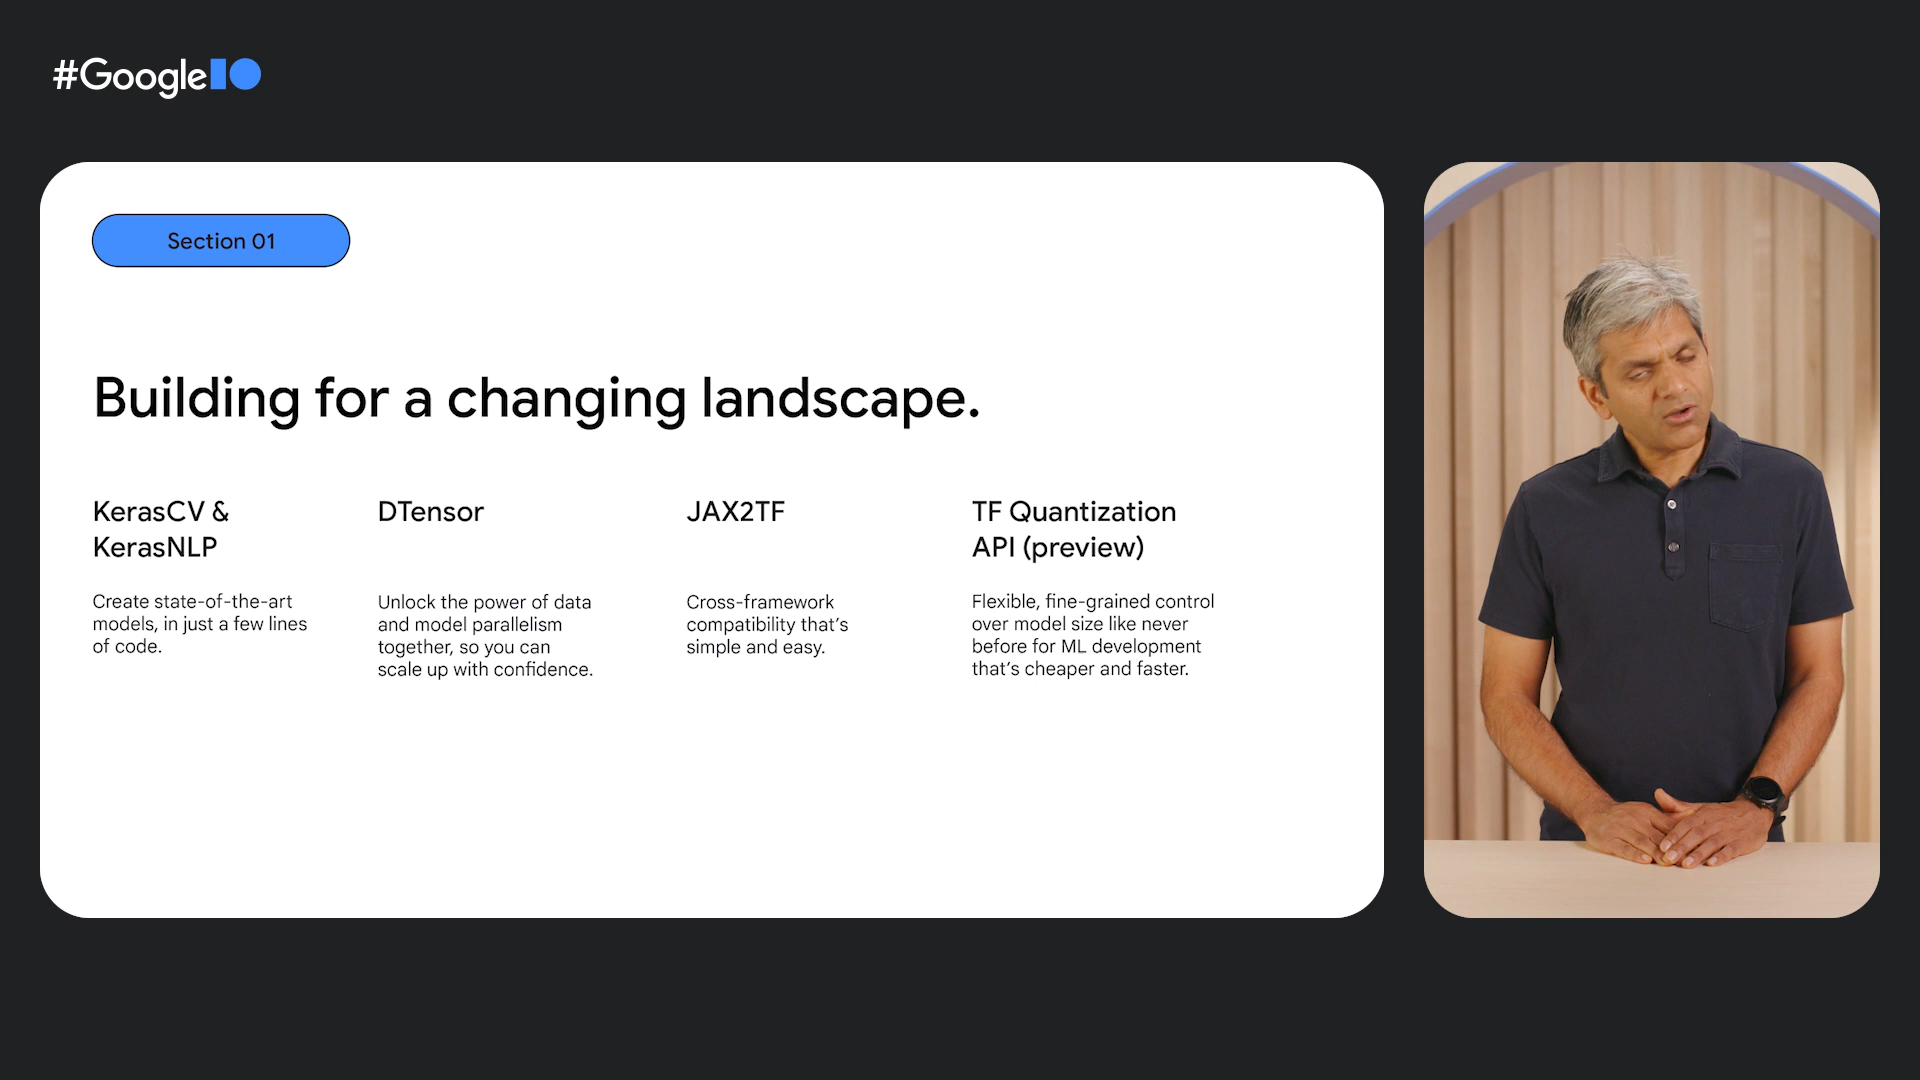 #GoogleIO
Section 01
Building for a changing landscape.
KerasCV &
KerasNLP
Create state-of-the-art
models, in just a few lines
of code.
DTensor
Unlock the power of data
and model parallelism
together, so you can
scale up with confidence.
JAX2TF
Cross-framework
compatibility that’s
simple and easy.
TF Quantization
API (preview)
Flexible, fine-grained control
over model size like never
before for ML development
that’s cheaper and faster.